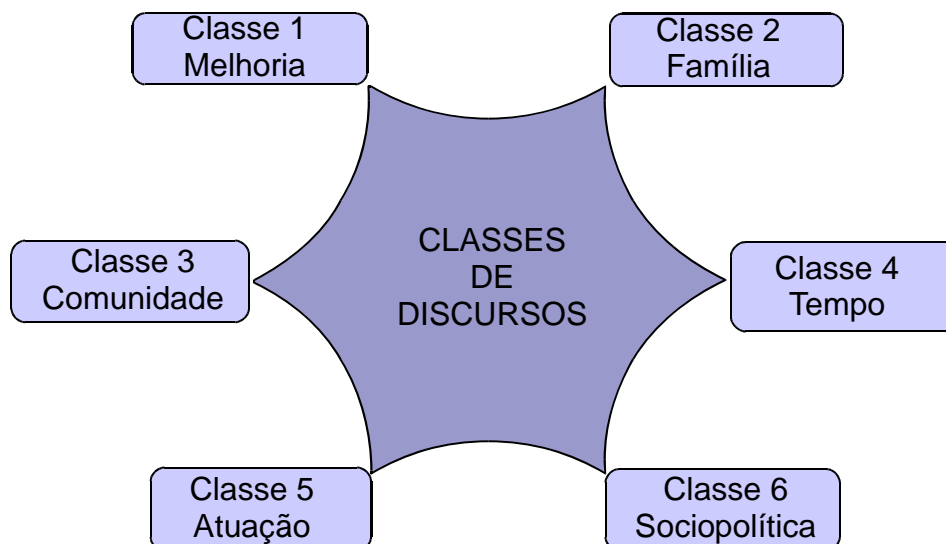 Classe 1
Melhoria
Classe 2
Família
Classe 3
Comunidade
CLASSES
DE
DISCURSOS
Classe 4
Tempo
Classe 5
Atuação
Classe 6
Sociopolítica